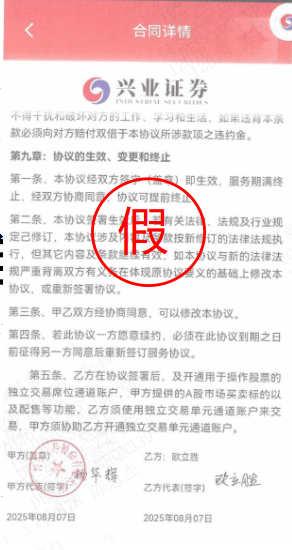 合同详情
兴业证券
INDUSTRIAL SECURITIES
不得干扰和破坏对方的工作、学习和生活，如果违背本条
款必须向对方赔付双倍于本协议所涉款项之违约金。
第九章：协议的生效、变更和终止
第一条、本协议经双方签字（盖章）即生效，服务期满终
止，经双方协商同意，协议可提前终止。
第二条、本协议签署生效后，若有关法律、法规及行业规
定已修订，本协议涉及内容及条款按新修订的法律法规执
行，但其它内容及条款继续有效；如本协议与新的法律法
规严重背离双方有义务在体现原协议要义的基础上修改本
协议、或重新签署协议。
假
第三条、甲乙双方经协商同意，可以修改本协议。
第四条、若此协议一方愿意续约，必须在此协议到期之日
前征得另一方同意后重新签订服务协议。
第五条、乙方在协议签署后，及开通用于操作股票的
独立交易席位通道账户，甲方提供的A股市场买卖标的以
及配售等功能。乙方须使用独立交易单元通道账户来交
易，甲方须协助乙方开通独立交易单元通道账户。
甲方(盖章)
乙方：欧立胜
甲方代表(签字) 杨华辉
乙方代表(签字) 欧立胜
2025年08月07日
2025年08月07日